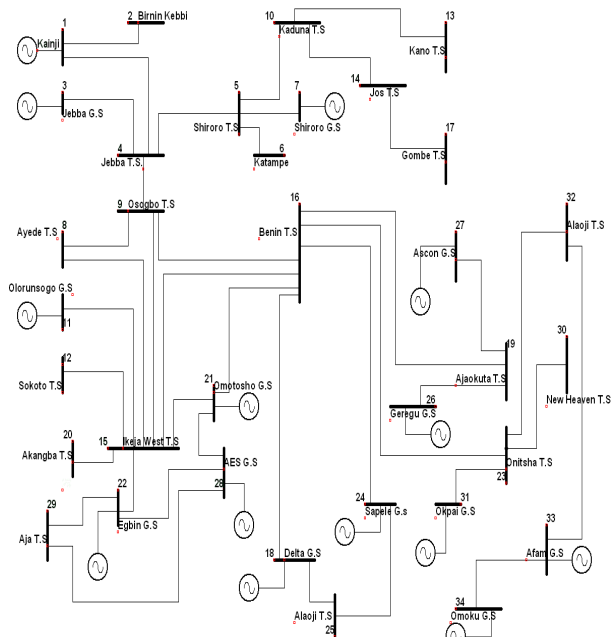 1
Kainji
2 Birnin Kebbi
3
Jebba G.S
4
Jebba T.S.
5
Shiroro T.S
6
Katampe
7
Shiroro G.S
10
Kaduna T.S
13
Kano T.S
14
Jos T.S
17
Gombe T.S
9 Osogbo T.S
Ayede T.S
8
Olorunsogo G.S
11
12
Sokoto T.S
16
Benin T.S
21
Omotosho G.S
15
Ikeja West T.S
20
Akangba T.S
22
Egbin G.S
AES G.S
28
29
Aja T.S
18
Delta G.S
Alaoji T.S
25
24
Sapele G.s
27
Ascon G.S
26
Geregu G.S
19
Ajaokuta T.S
32
Alaoji T.S
30
New Heaven T.S
Onitsha T.S
23
31
Okpai G.S
33
Afam G.S
34
Omoku G.S